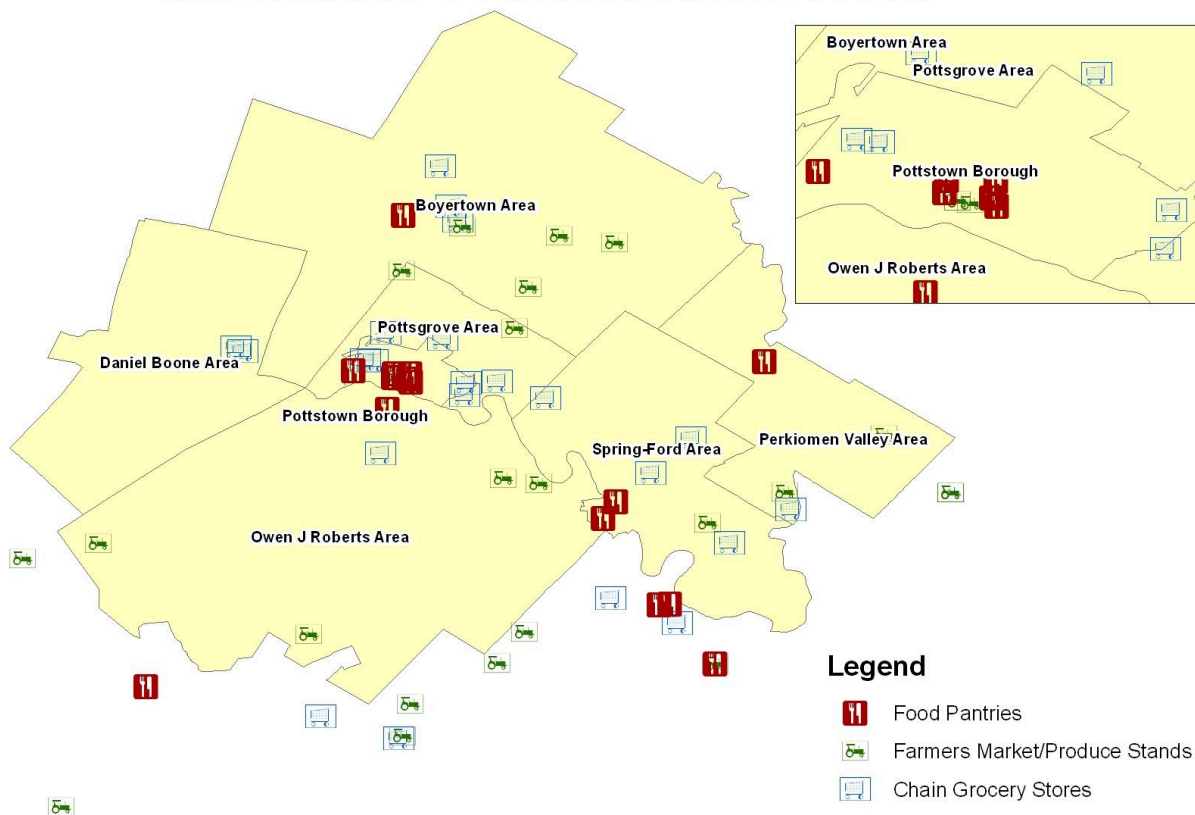 Boyertown Area
Pottsgrove Area
Pottstown Borough
Owen J Roberts Area
Boyertown Area
Pottsgrove Area
Daniel Boone Area
Pottstown Borough
Spring-Ford Area
Perkiomen Valley Area
Owen J Roberts Area
Legend
Food Pantries
Farmers Market/Produce Stands
Chain Grocery Stores